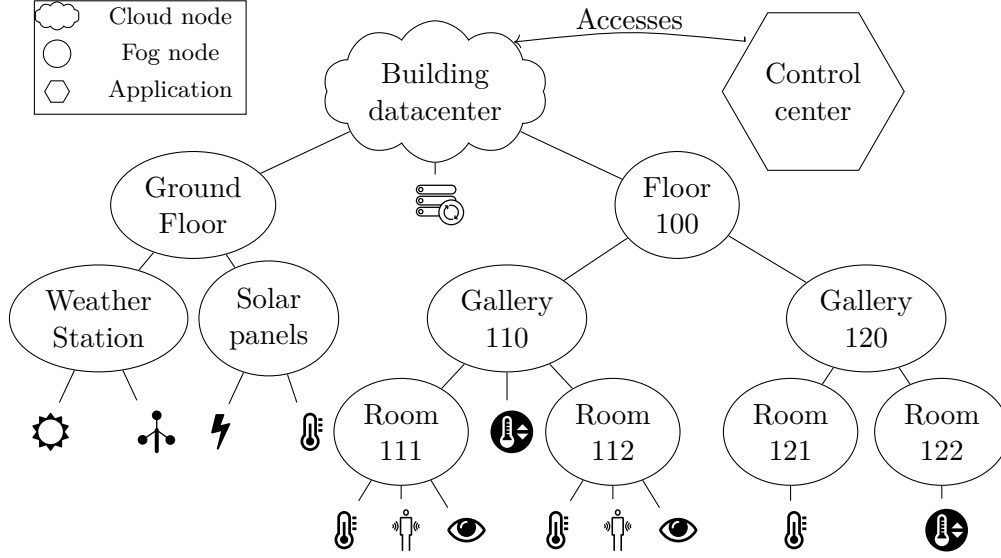 Cloud node
Fog node
Application
Accesses
Building
datacenter
Control
center
Ground
Floor
Floor
100
Weather
Station
Solar
panels
Gallery
110
Gallery
120
Room
111
Room
112
Room
121
Room
122